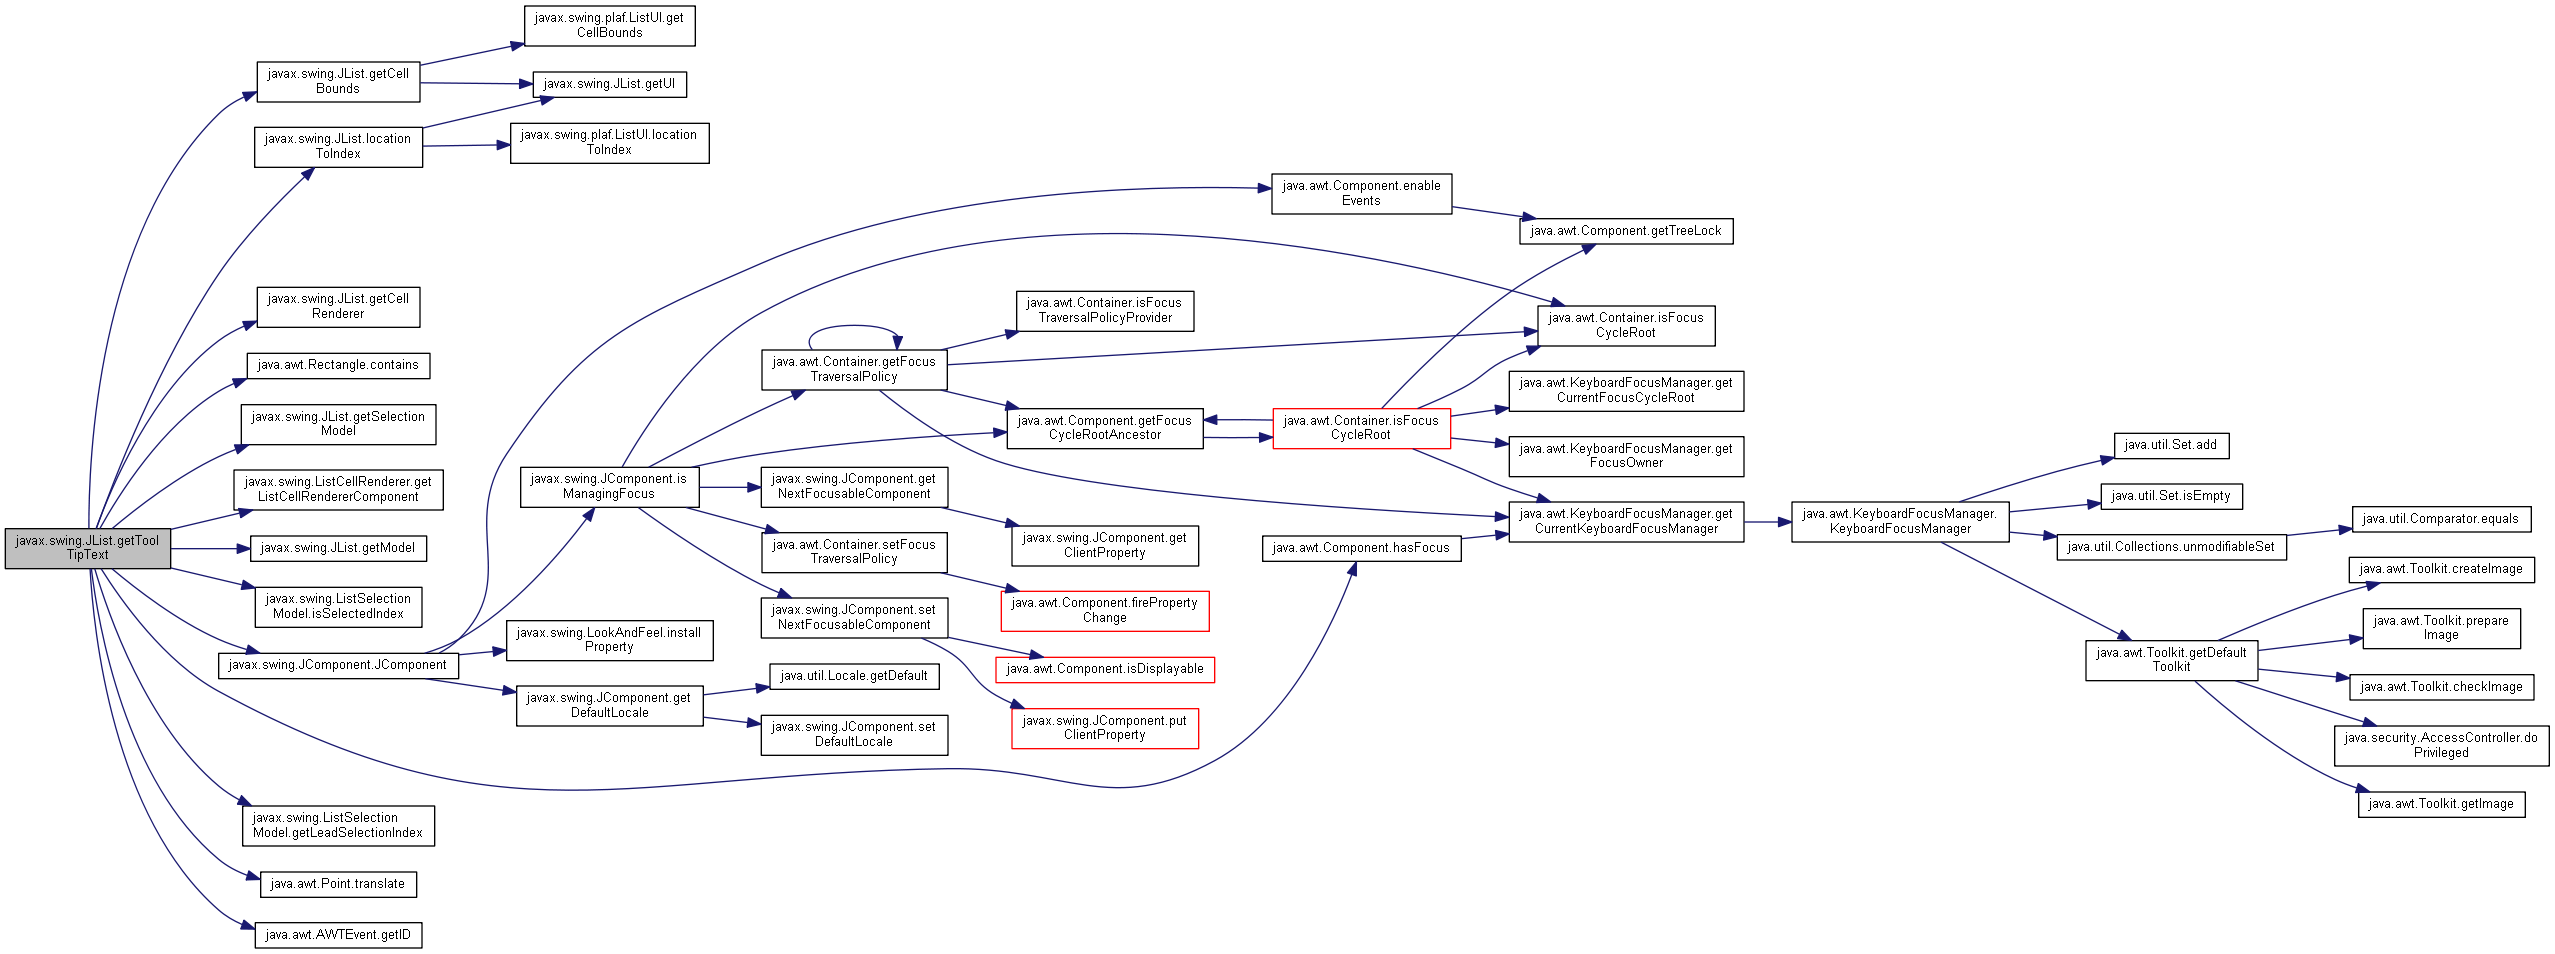 javax.swing.plaf.ListUI.get
CellBounds
javax.swing.JList.getCell
Bounds
javax.swing.JList.getUI
javax.swing.JList.location
ToIndex
javax.swing.plaf.ListUI.location
ToIndex
java.awt.Component.enable
Events
java.awt.Component.getTreeLock
javax.swing.JList.getCell
Renderer
java.awt.Container.isFocus
TraversalPolicyProvider
java.awt.Container.isFocus
CycleRoot
java.awt.Rectangle.contains
java.awt.Container.getFocus
TraversalPolicy
java.awt.KeyboardFocusManager.get
CurrentFocusCycleRoot
javax.swing.JList.getSelection
Model
java.awt.Component.getFocus
CycleRootAncestor
java.awt.Container.isFocus
CycleRoot
java.awt.KeyboardFocusManager.get
FocusOwner
java.util.Set.add
javax.swing.ListCellRenderer.get
ListCellRendererComponent
javax.swing.JComponent.is
ManagingFocus
javax.swing.JComponent.get
NextFocusableComponent
java.util.Set.isEmpty
java.awt.KeyboardFocusManager.get
CurrentKeyboardFocusManager
java.awt.KeyboardFocusManager.
KeyboardFocusManager
java.util.Comparator.equals
javax.swing.JList.getTool
TipText
javax.swing.JList.getModel
java.awt.Container.setFocus
TraversalPolicy
javax.swing.JComponent.get
ClientProperty
java.awt.Component.hasFocus
java.util.Collections.unmodifiableSet
java.awt.Toolkit.createImage
javax.swing.ListSelection
Model.isSelectedIndex
javax.swing.JComponent.set
NextFocusableComponent
java.awt.Component.fireProperty
Change
java.awt.Toolkit.prepare
Image
javax.swing.JComponent.JComponent
javax.swing.LookAndFeel.install
Property
java.awt.Component.isDisplayable
java.awt.Toolkit.getDefault
Toolkit
java.util.Locale.getDefault
java.awt.Toolkit.checkImage
javax.swing.JComponent.get
DefaultLocale
javax.swing.JComponent.put
ClientProperty
javax.swing.JComponent.set
DefaultLocale
java.security.AccessController.do
Privileged
java.awt.Toolkit.getImage
javax.swing.ListSelection
Model.getLeadSelectionIndex
java.awt.Point.translate
java.awt.AWTEvent.getID